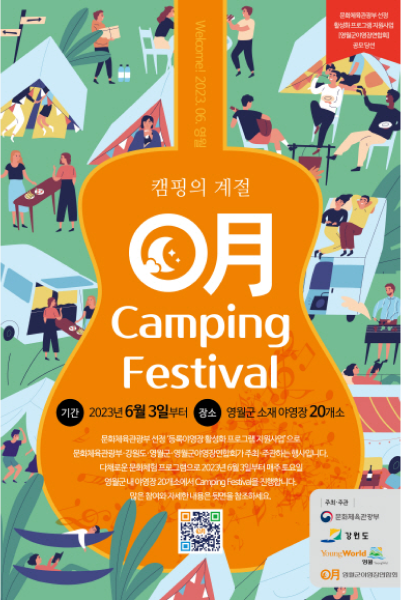 문화체육관광부 선정
활성화 프로그램 지원사업
[영월군야영장연합회]
공모 당선
Welcome! 2023. 06. 영월
캠핑의 계절
月
Camping
Festival
기간 2023년 6월 3일부터 장소 영월군 소재 야영장 20개소
문화체육관광부 선정 "등록야영장 활성화 프로그램 지원사업"으로
문화체육관광부·강원도·영월군·영월군야영장연합회가 주최·주관하는 행사입니다.
다채로운 문화체험 프로그램으로 2023년 6월 3일부터 매주 토요일
영월군 내 야영장 20개소에서 Camping Festival을 진행합니다.
많은 참여와 자세한 내용은 뒷면을 참조하세요.
주최·주관
문화체육관광부
강원도
YoungWorld
영월
月 영월군야영장연합회